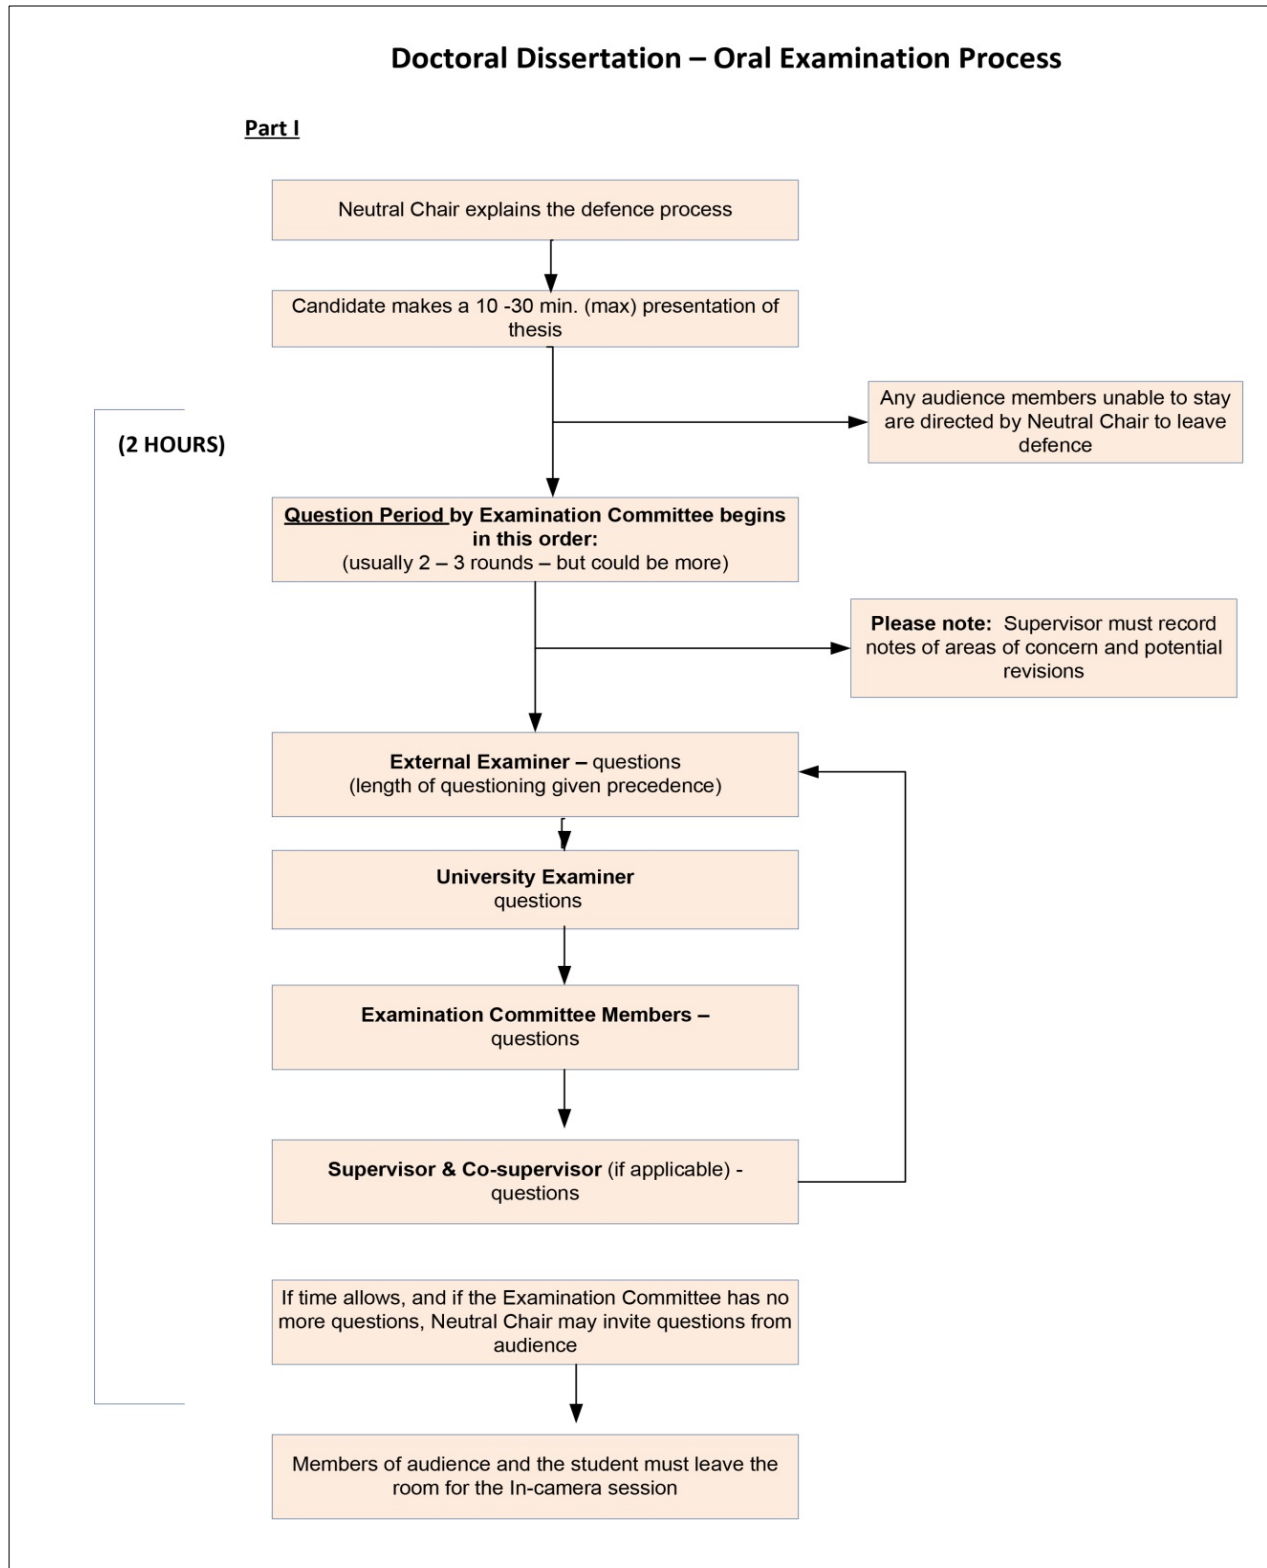 Doctoral Dissertation – Oral Examination Process
Part I
Neutral Chair explains the defence process
Candidate makes a 10 -30 min. (max) presentation of
thesis
Any audience members unable to stay
are directed by Neutral Chair to leave
defence
(2 HOURS)
Question Period by Examination Committee begins
in this order:
(usually 2 – 3 rounds – but could be more)
Please note:  Supervisor must record
notes of areas of concern and potential
revisions
External Examiner – questions
(length of questioning given precedence)
University Examiner
questions
Examination Committee Members –
questions
Supervisor & Co-supervisor (if applicable) -
questions
If time allows, and if the Examination Committee has no
more questions, Neutral Chair may invite questions from
audience
Members of audience and the student must leave the
room for the In-camera session